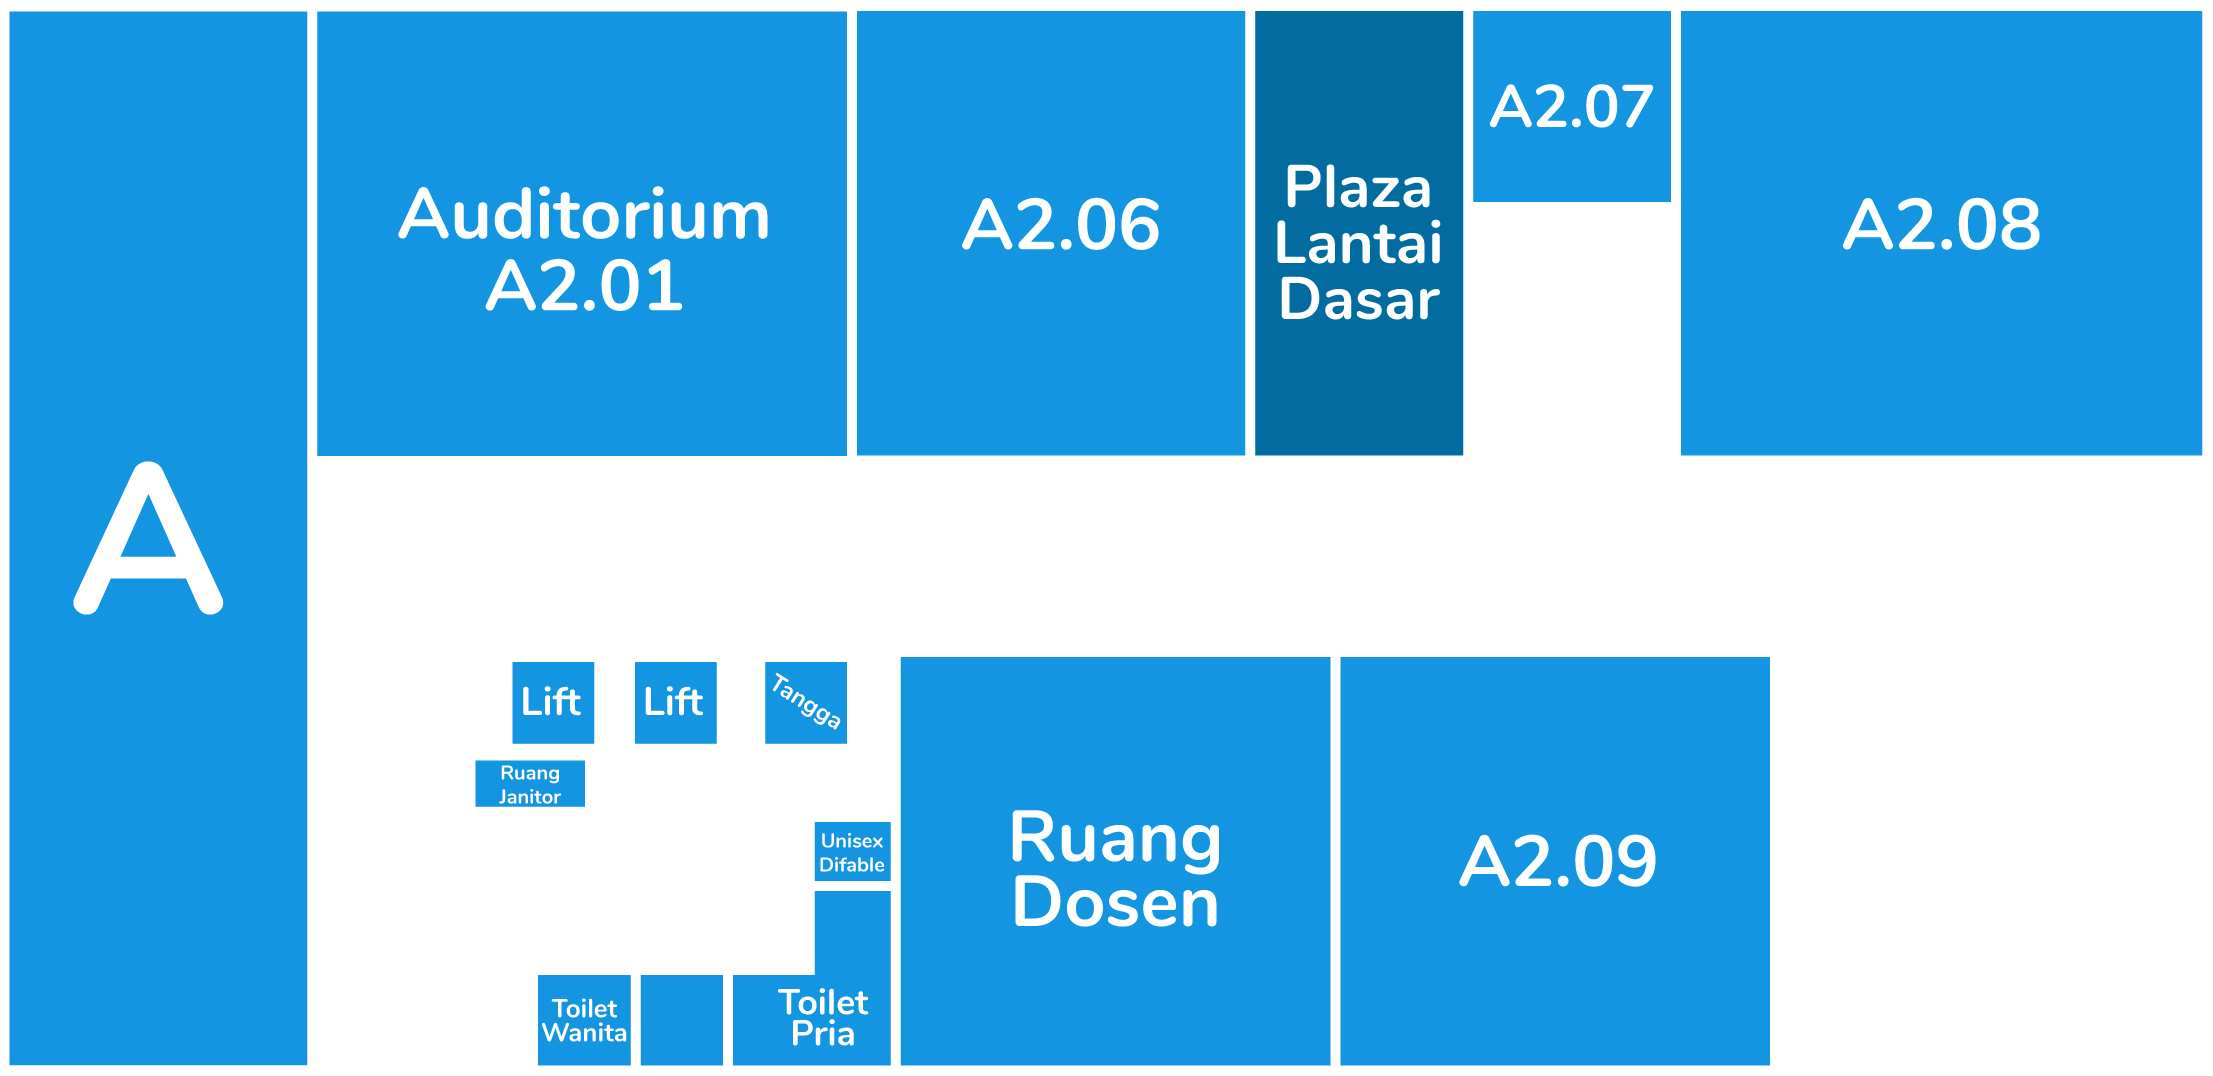 A
Auditorium
A2.01
A2.06
Plaza
Lantai
Dasar
A2.07
A2.08
Lift
Lift
Tangga
Ruang
Janitor
Unisex
Difable
Toilet
Wanita
Toilet
Pria
Ruang
Dosen
A2.09